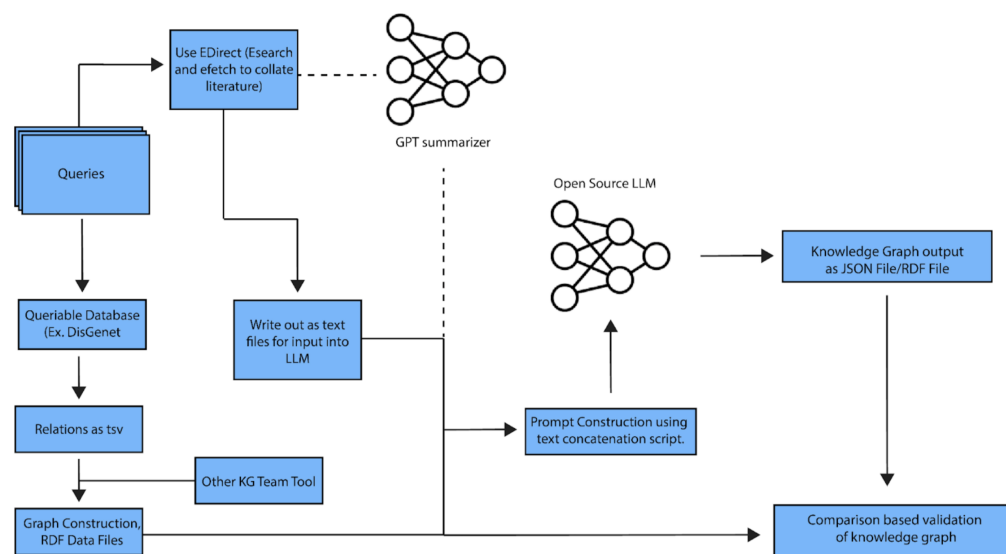 Use EDirect (Esearch
and efetch to collate
literature)
GPT summarizer
Queries
Open Source LLM
Knowledge Graph output
as JSON File/RDF File
Queriable Database
(Ex. DisGenet
Write out as text
files for input into
LLM
Relations as tsv
Prompt Construction using
text concatenation script.
Other KG Team Tool
Graph Construction,
RDF Data Files
Comparison based validation
of knowledge graph